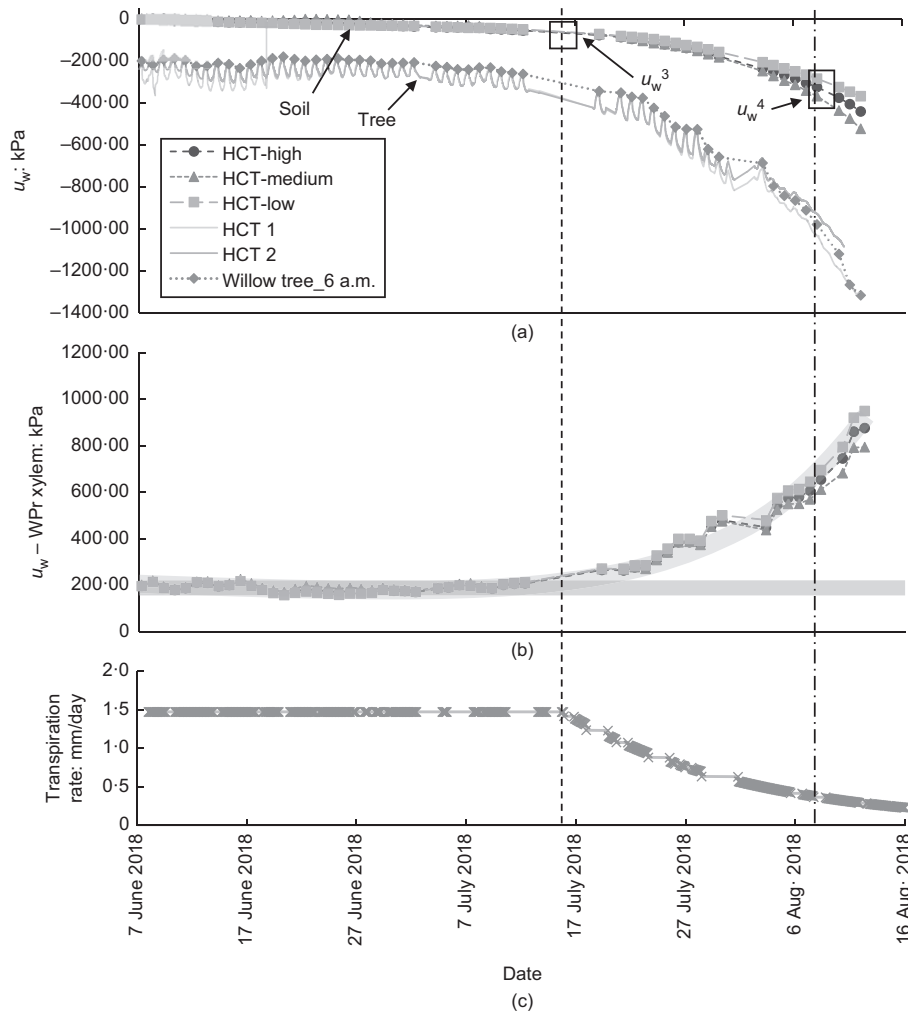 0
–200·00
–400·00
–600·00
–800·00
–1000·00
–1200·00
–1400·00
u_w: kPa
Soil
Tree
u_w^3
u_w^4
HCT-high
HCT-medium
HCT-low
HCT 1
HCT 2
Willow tree_6 a.m.
(a)
1200·00
1000·00
800·00
600·00
400·00
200·00
0
u_w – WPr xylem: kPa
(b)
2·0
1·5
1·0
0·5
0
Transpiration
rate: mm/day
7 June 2018
17 June 2018
27 June 2018
7 July 2018
17 July 2018
27 July 2018
6 Aug· 2018
16 Aug· 2018
Date
(c)